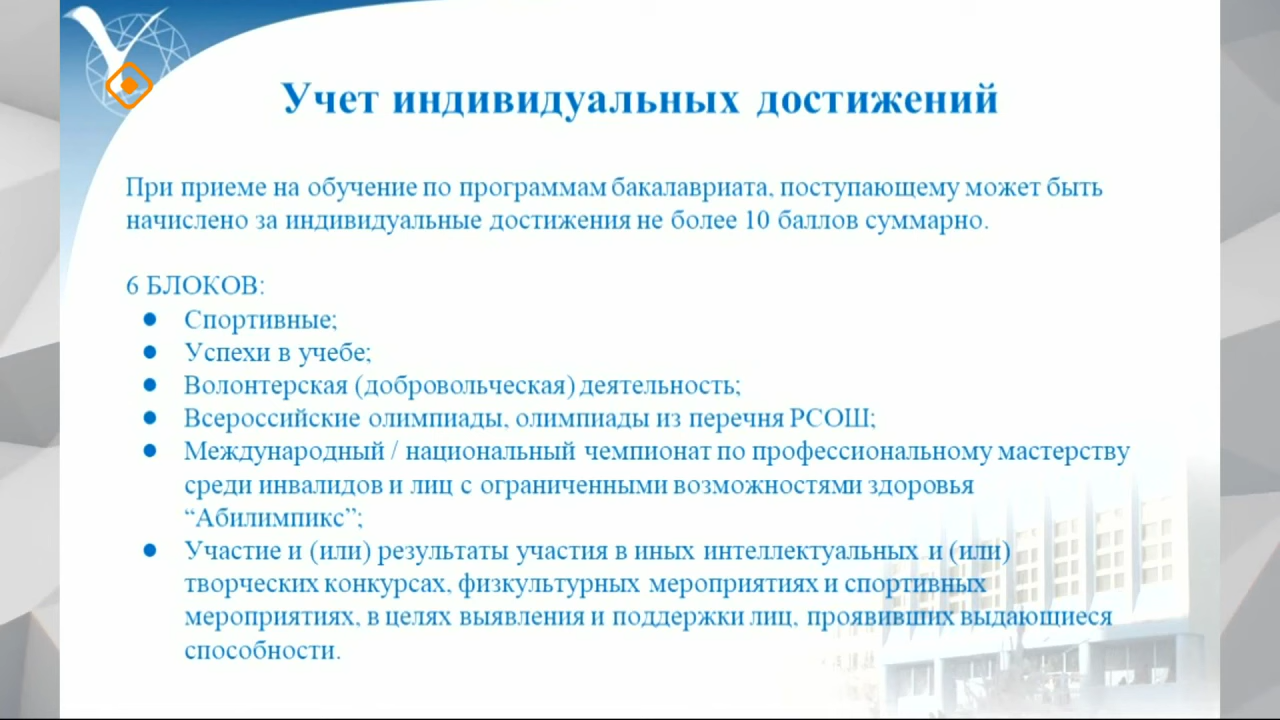 Учет индивидуальных достижений
При приеме на обучение по программам бакалавриата, поступающему может быть
начислено за индивидуальные достижения не более 10 баллов суммарно.
6 БЛОКОВ:
● Спортивные;
● Успехи в учебе;
● Волонтерская (добровольческая) деятельность;
● Всероссийские олимпиады, олимпиады из перечня РСОШ;
● Международный / национальный чемпионат по профессиональному мастерству
среди инвалидов и лиц с ограниченными возможностями здоровья
“Абилимпикс”;
● Участие и (или) результаты участия в иных интеллектуальных и (или)
творческих конкурсах, физкультурных мероприятиях и спортивных
мероприятиях, в целях выявления и поддержки лиц, проявивших выдающиеся
способности.